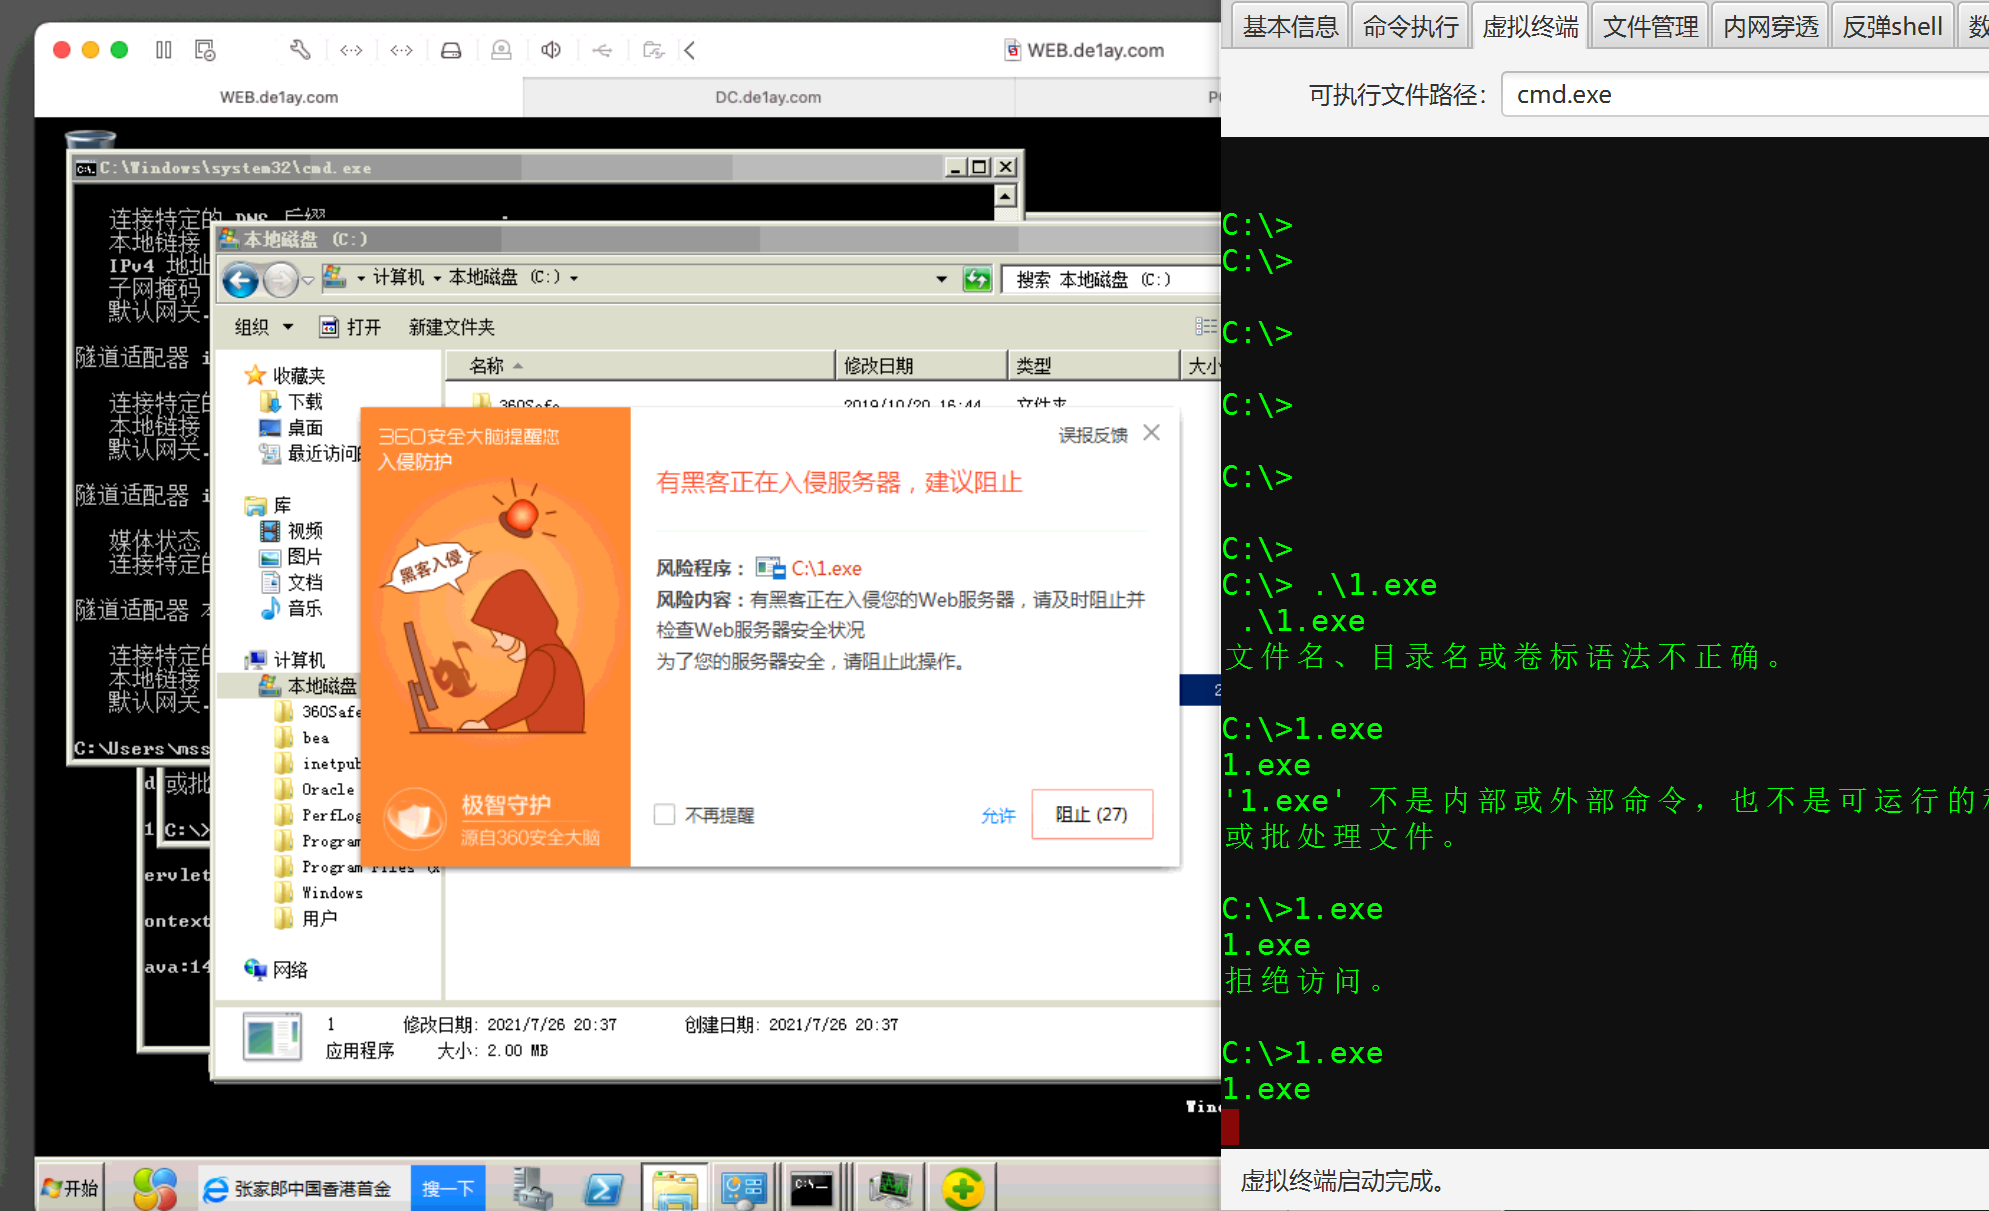 WEB.de1ay.com
WEB.de1ay.com
DC.de1ay.com
C:\Windows\system32\cmd.exe
连接特定的 DNS 后缀
本地链接
IPv4 地址
子网掩码
默认网关.
隧道适配器 i
连接特定的
本地链接
默认网关.
隧道适配器 i
媒体状态
连接特定的
隧道适配器 本
连接特定的
本地链接
默认网关.
C:\Users\mss
d 或批
1 C:\>
ervlet
ontext
ava:14
本地磁盘 (C:)
计算机 本地磁盘 (C:)
搜索 本地磁盘 (C:)
组织 打开 新建文件夹
名称 修改日期 类型 大小
360Safe 2019/10/20 16:44 文件夹
收藏夹
下载
桌面
最近访问的
库
视频
图片
文档
音乐
计算机
本地磁盘
360Safe
bea
inetpub
Oracle
PerfLog
Program
Program Files (x
Windows
用户
网络
1 修改日期: 2021/7/26 20:37 创建日期: 2021/7/26 20:37
应用程序 大小: 2.00 MB
360安全大脑提醒您
入侵防护
黑客入侵
极智守护
源自360安全大脑
误报反馈
有黑客正在入侵服务器，建议阻止
风险程序： C:\1.exe
风险内容：有黑客正在入侵您的Web服务器，请及时阻止并
检查Web服务器安全状况
为了您的服务器安全，请阻止此操作。
不再提醒 允许 阻止 (27)
Wind
开始 张家郎中国香港首金 搜一下
基本信息 命令执行 虚拟终端 文件管理 内网穿透 反弹shell 数
可执行文件路径： cmd.exe
C:\>
C:\>
C:\>
C:\>
C:\>
C:\>
C:\> .\1.exe
.\1.exe
文件名、目录名或卷标语法不正确。
C:\>1.exe
1.exe
'1.exe' 不是内部或外部命令，也不是可运行的程
或批处理文件。
C:\>1.exe
1.exe
拒绝访问。
C:\>1.exe
1.exe
虚拟终端启动完成。